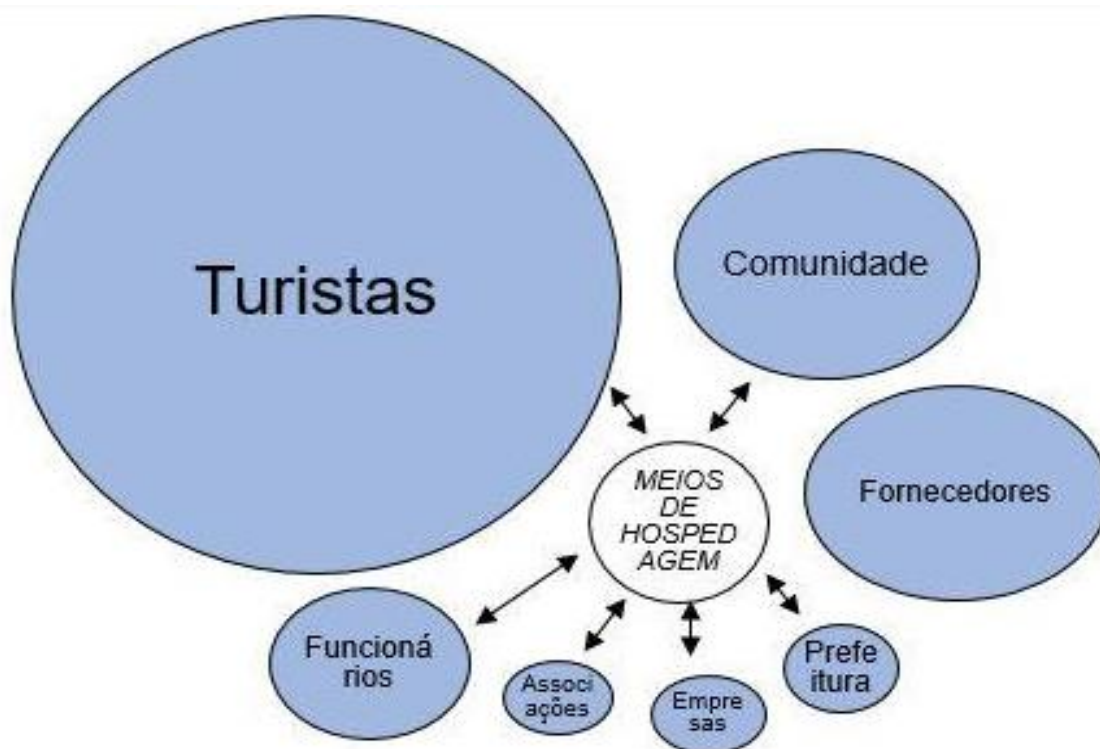 Turistas
Comunidade
MEIOS
DE
HOSPED
AGEM
Fornecedores
Funcioná
rios
Associ
ações
Empre
sas
Prefe
itura